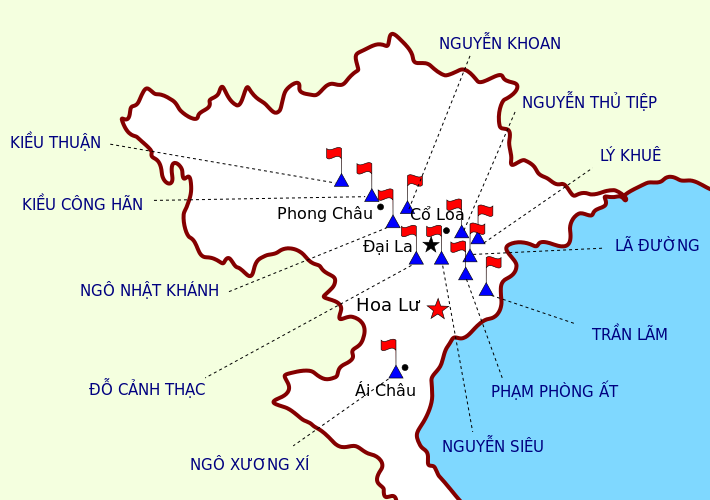 NGUYỄN KHOAN
NGUYỄN THỦ TIỆP
KIỀU THUẬN
LÝ KHUÊ
KIỀU CÔNG HÃN
Phong Châu
Cổ Loa
Đại La
LÃ ĐƯỜNG
NGÔ NHẬT KHÁNH
Hoa Lư
TRẦN LÃM
ĐỖ CẢNH THẠC
Ái Châu
PHẠM PHÒNG ẤT
NGUYỄN SIÊU
NGÔ XƯƠNG XÍ